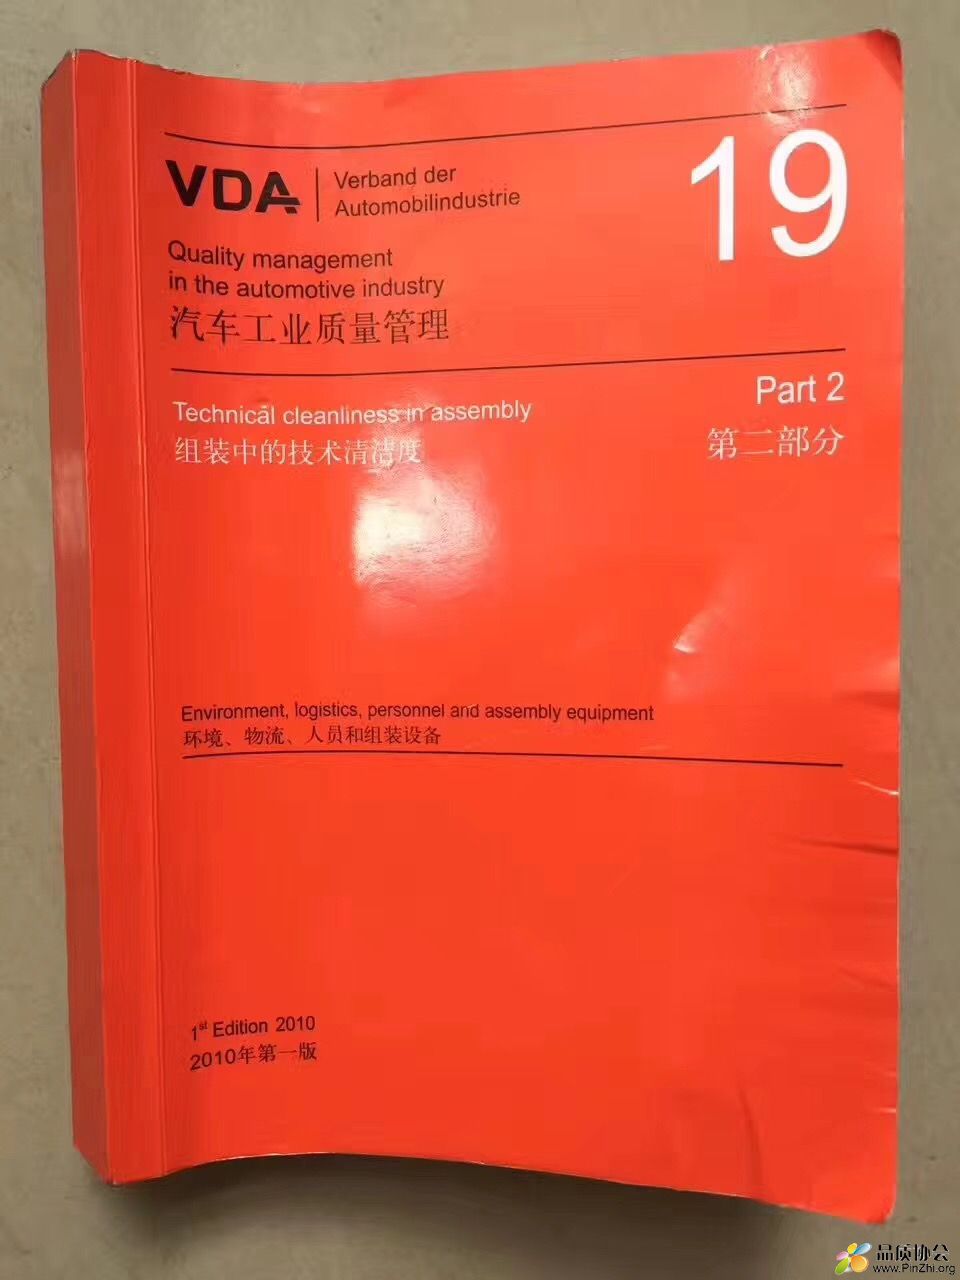 VDA
Verband der
Automobilindustrie
19
Quality management
in the automotive industry
汽车工业质量管理
Part 2
第二部分
Technical cleanliness in assembly
组装中的技术清洁度
Environment, logistics, personnel and assembly equipment
环境、物流、人员和组装设备
1st Edition 2010
2010年第一版
品质协会
www.PinZhi.org